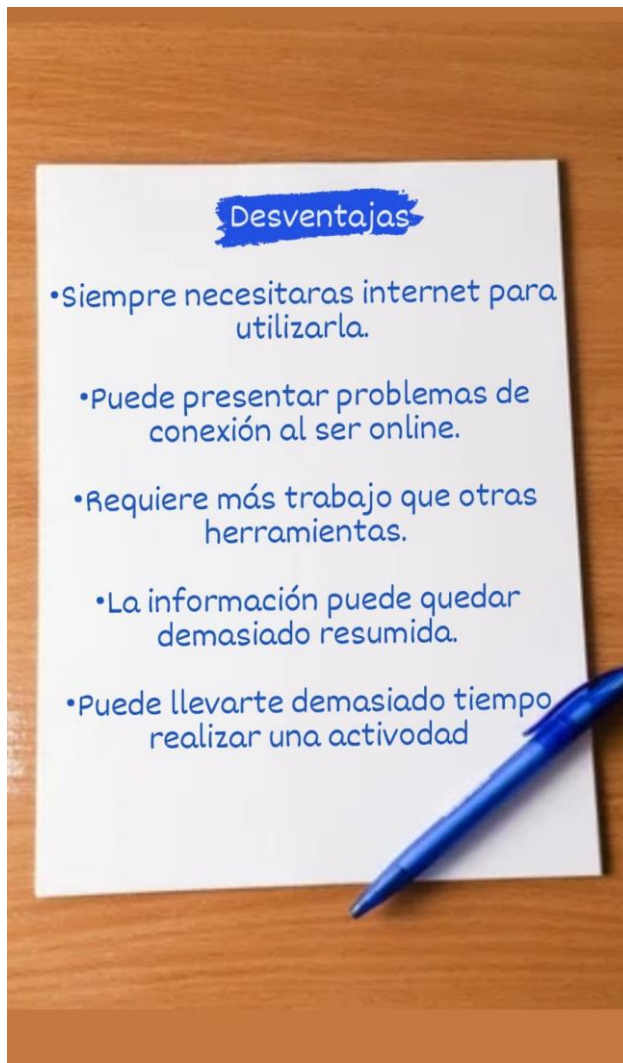 Desventajas
•Siempre necesitaras internet para
utilizarla.
•Puede presentar problemas de
conexión al ser online.
•Requiere más trabajo que otras
herramientas.
•La información puede quedar
demasiado resumida.
•Puede llevarte demasiado tiempo
realizar una activodad